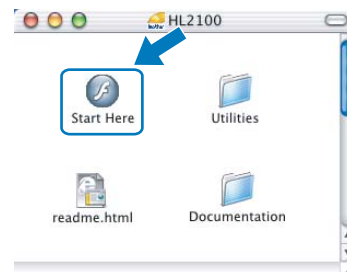 HL2100
Start Here
Utilities
readme.html
Documentation